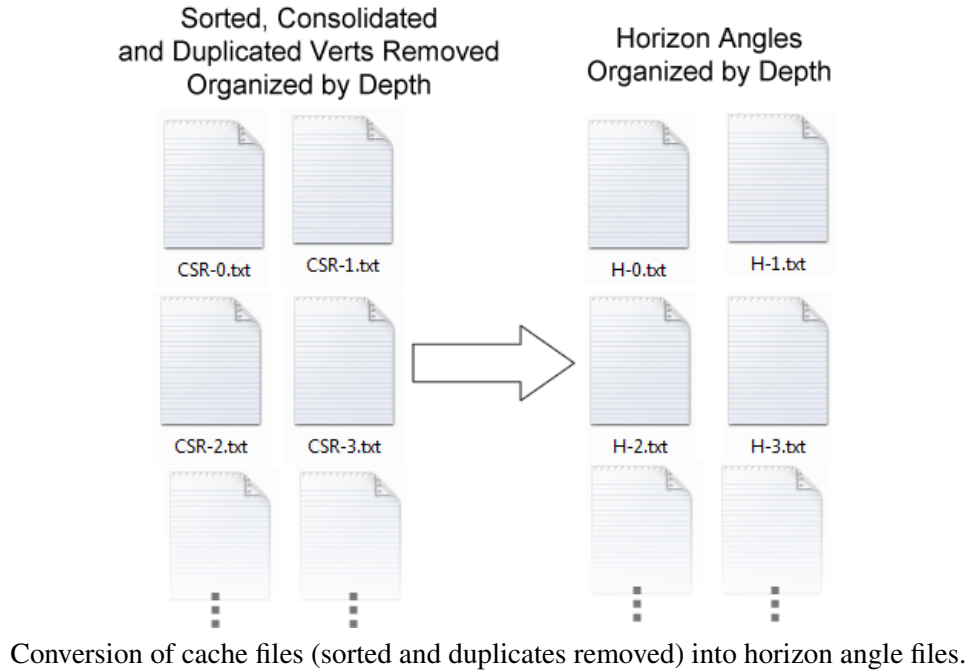 Sorted, Consolidated
and Duplicated Verts Removed
Organized by Depth
Horizon Angles
Organized by Depth
CSR-0.txt
CSR-1.txt
H-0.txt
H-1.txt
CSR-2.txt
CSR-3.txt
H-2.txt
H-3.txt
Conversion of cache files (sorted and duplicates removed) into horizon angle files.